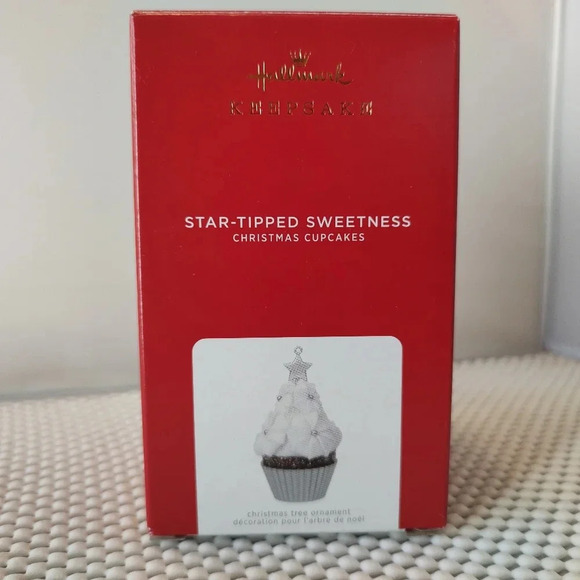 Hallmark
KEEPSAKE
STAR-TIPPED SWEETNESS
CHRISTMAS CUPCAKES
christmas tree ornament
décoration pour l'arbre de noël